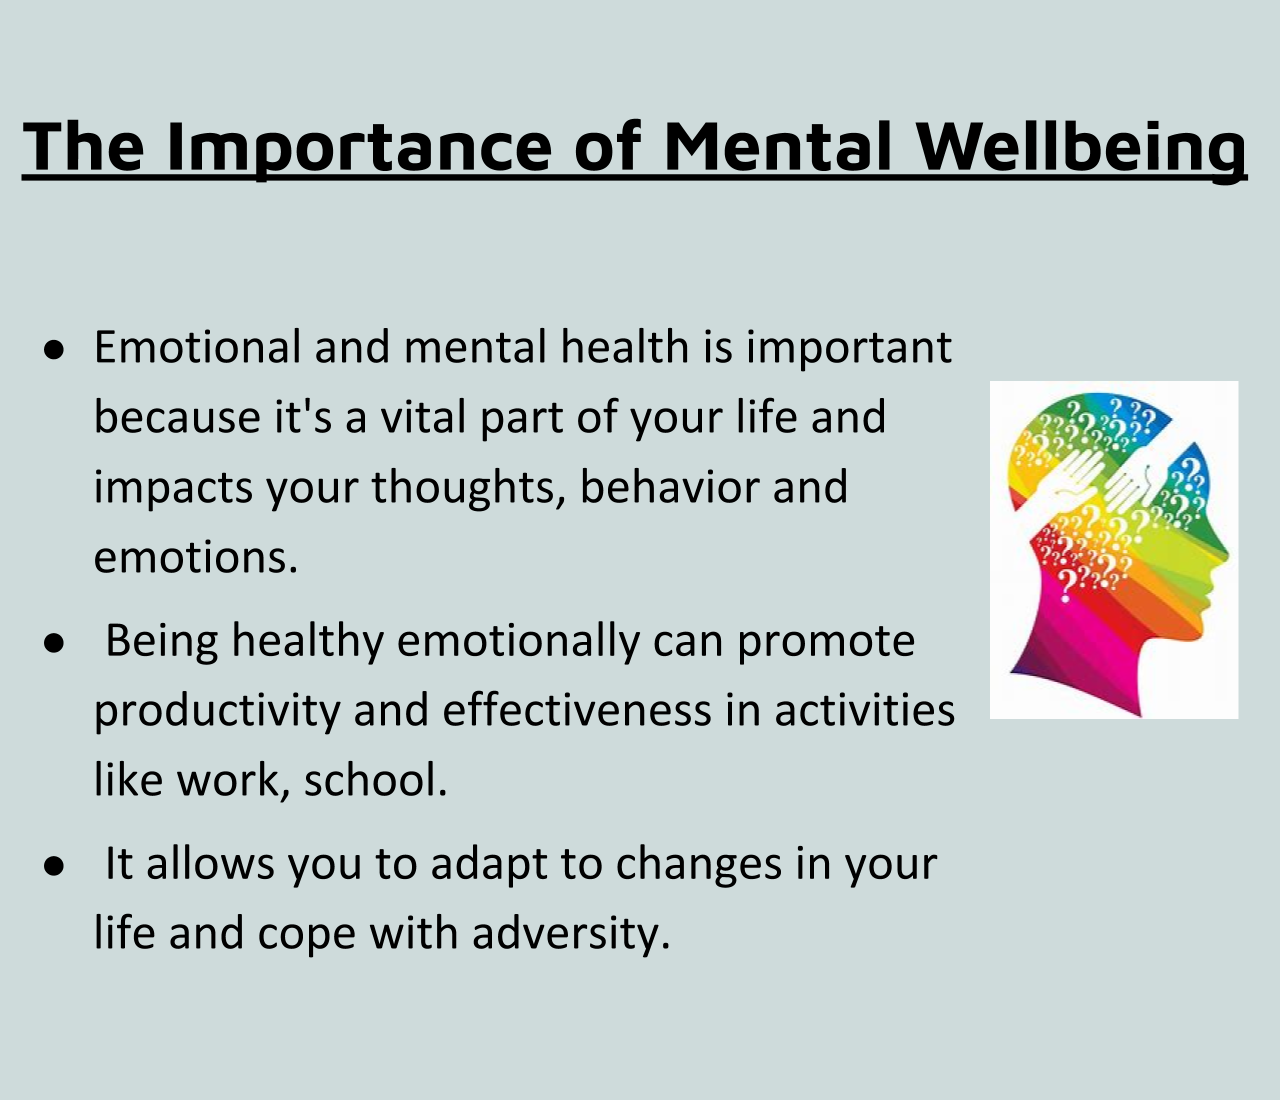 The Importance of Mental Wellbeing
● Emotional and mental health is important
because it's a vital part of your life and
impacts your thoughts, behavior and
emotions.
● Being healthy emotionally can promote
productivity and effectiveness in activities
like work, school.
● It allows you to adapt to changes in your
life and cope with adversity.